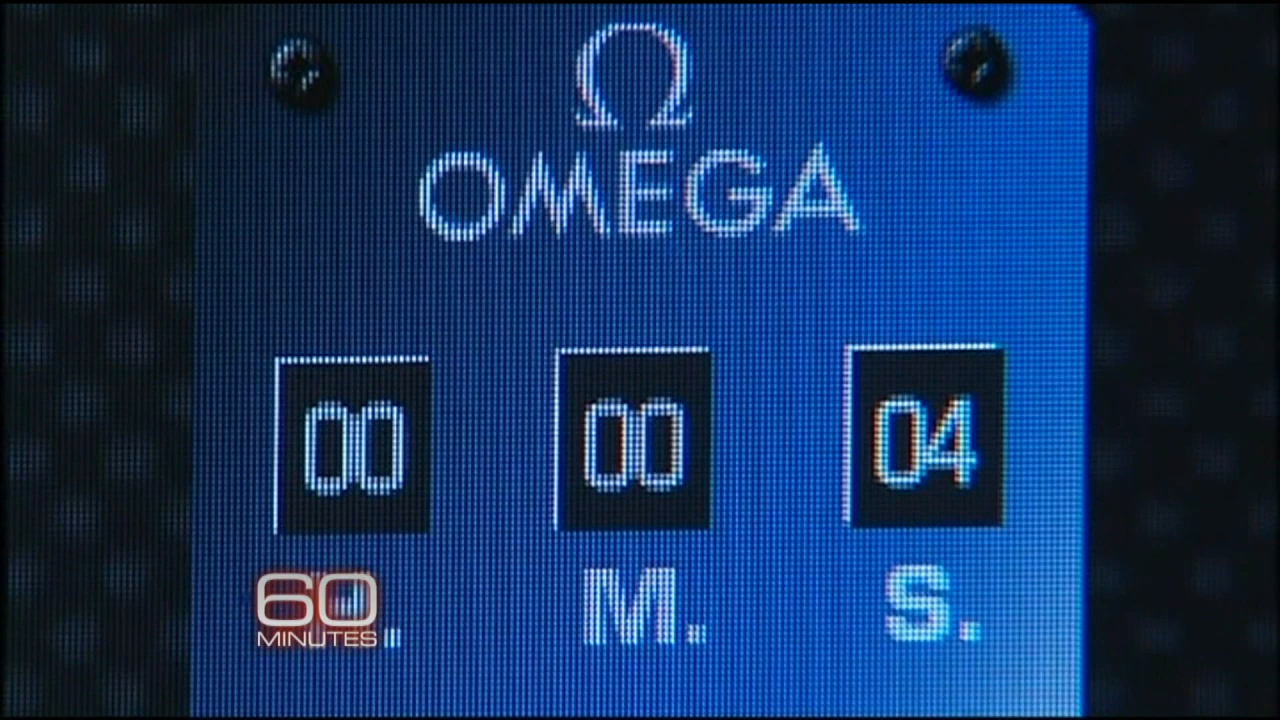 Ω
OMEGA
00 00 04
M. S.
60
MINUTES